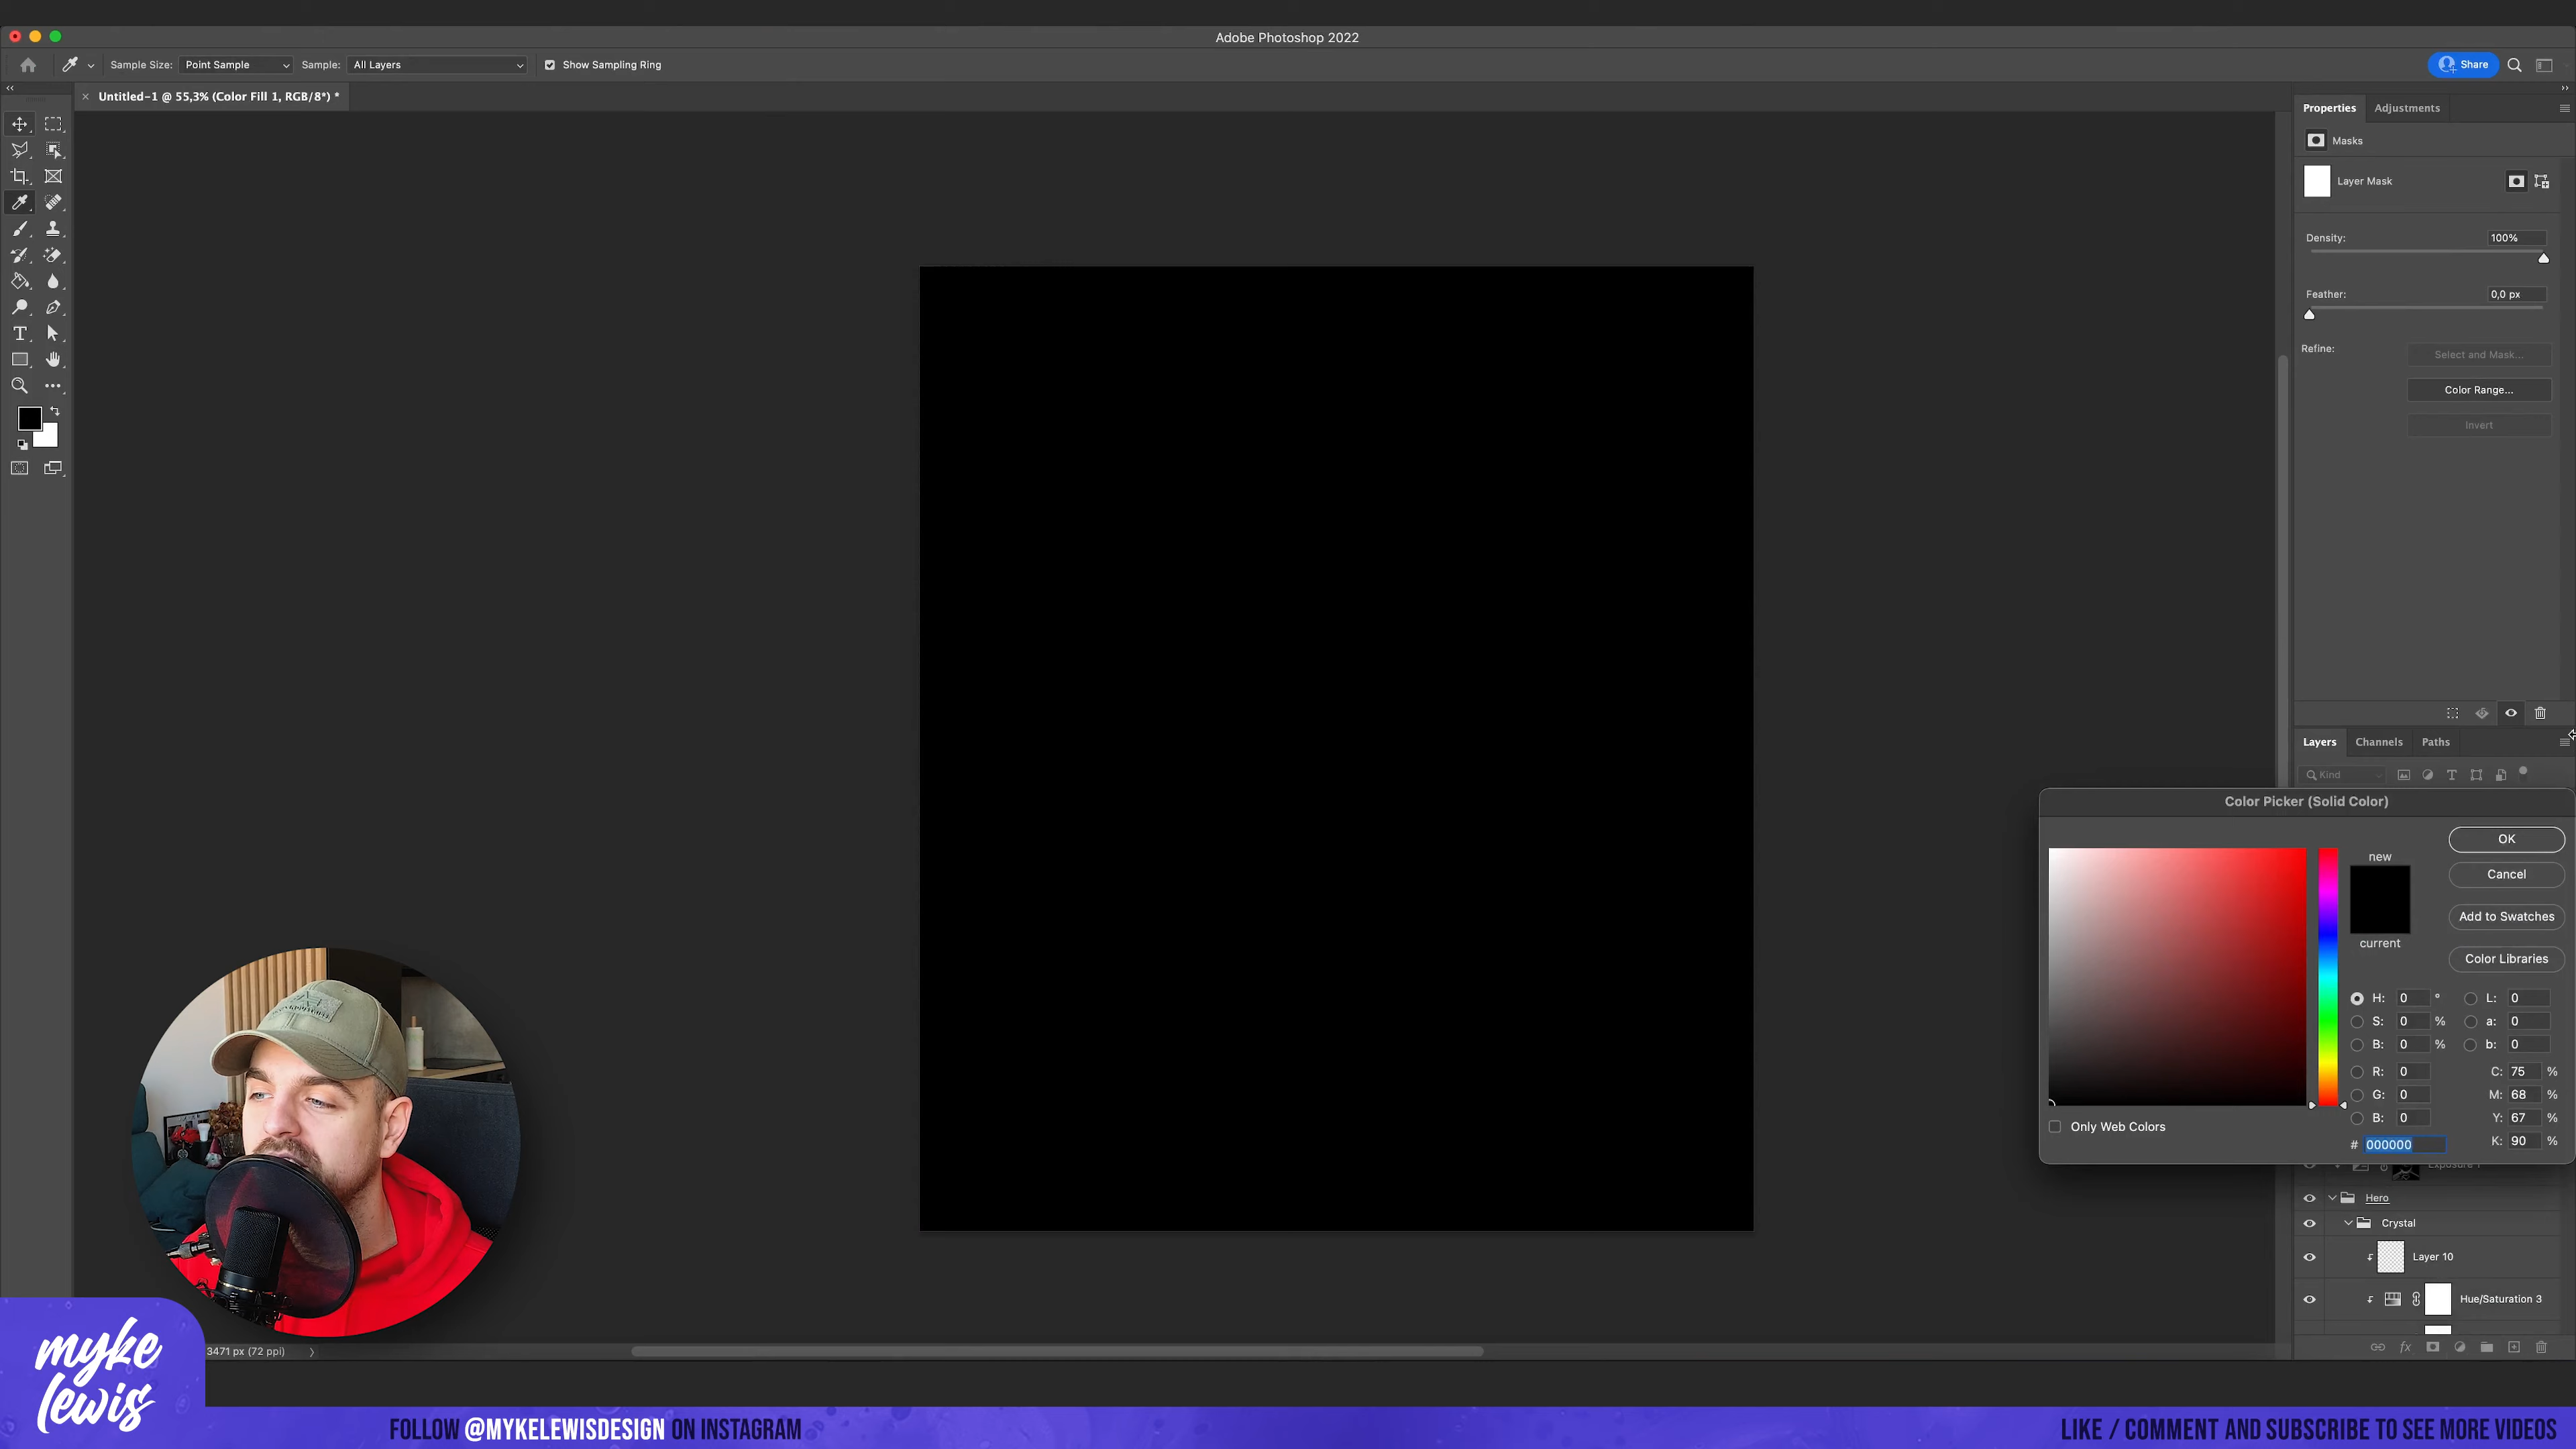 Adobe Photoshop 2022
Sample Size: Point Sample Sample: All Layers Show Sampling Ring
Share
Untitled-1 @ 55,3% (Color Fill 1, RGB/8*) *
Properties Adjustments
Masks
Layer Mask
Density: 100%
Feather: 0,0 px
Refine: Select and Mask...
Color Range...
Invert
Layers Channels Paths
Kind
Color Picker (Solid Color)
OK
new
Cancel
Add to Swatches
current
Color Libraries
H: 0 ° L: 0
S: 0 % a: 0
B: 0 % b: 0
R: 0 C: 75 %
G: 0 M: 68 %
B: 0 Y: 67 %
Only Web Colors
# 000000 K: 90 %
Exposure 1
Hero
Crystal
Layer 10
Hue/Saturation 3
3471 px (72 ppi)
myke
lewis
FOLLOW @MYKELEWISDESIGN ON INSTAGRAM
LIKE / COMMENT AND SUBSCRIBE TO SEE MORE VIDEOS